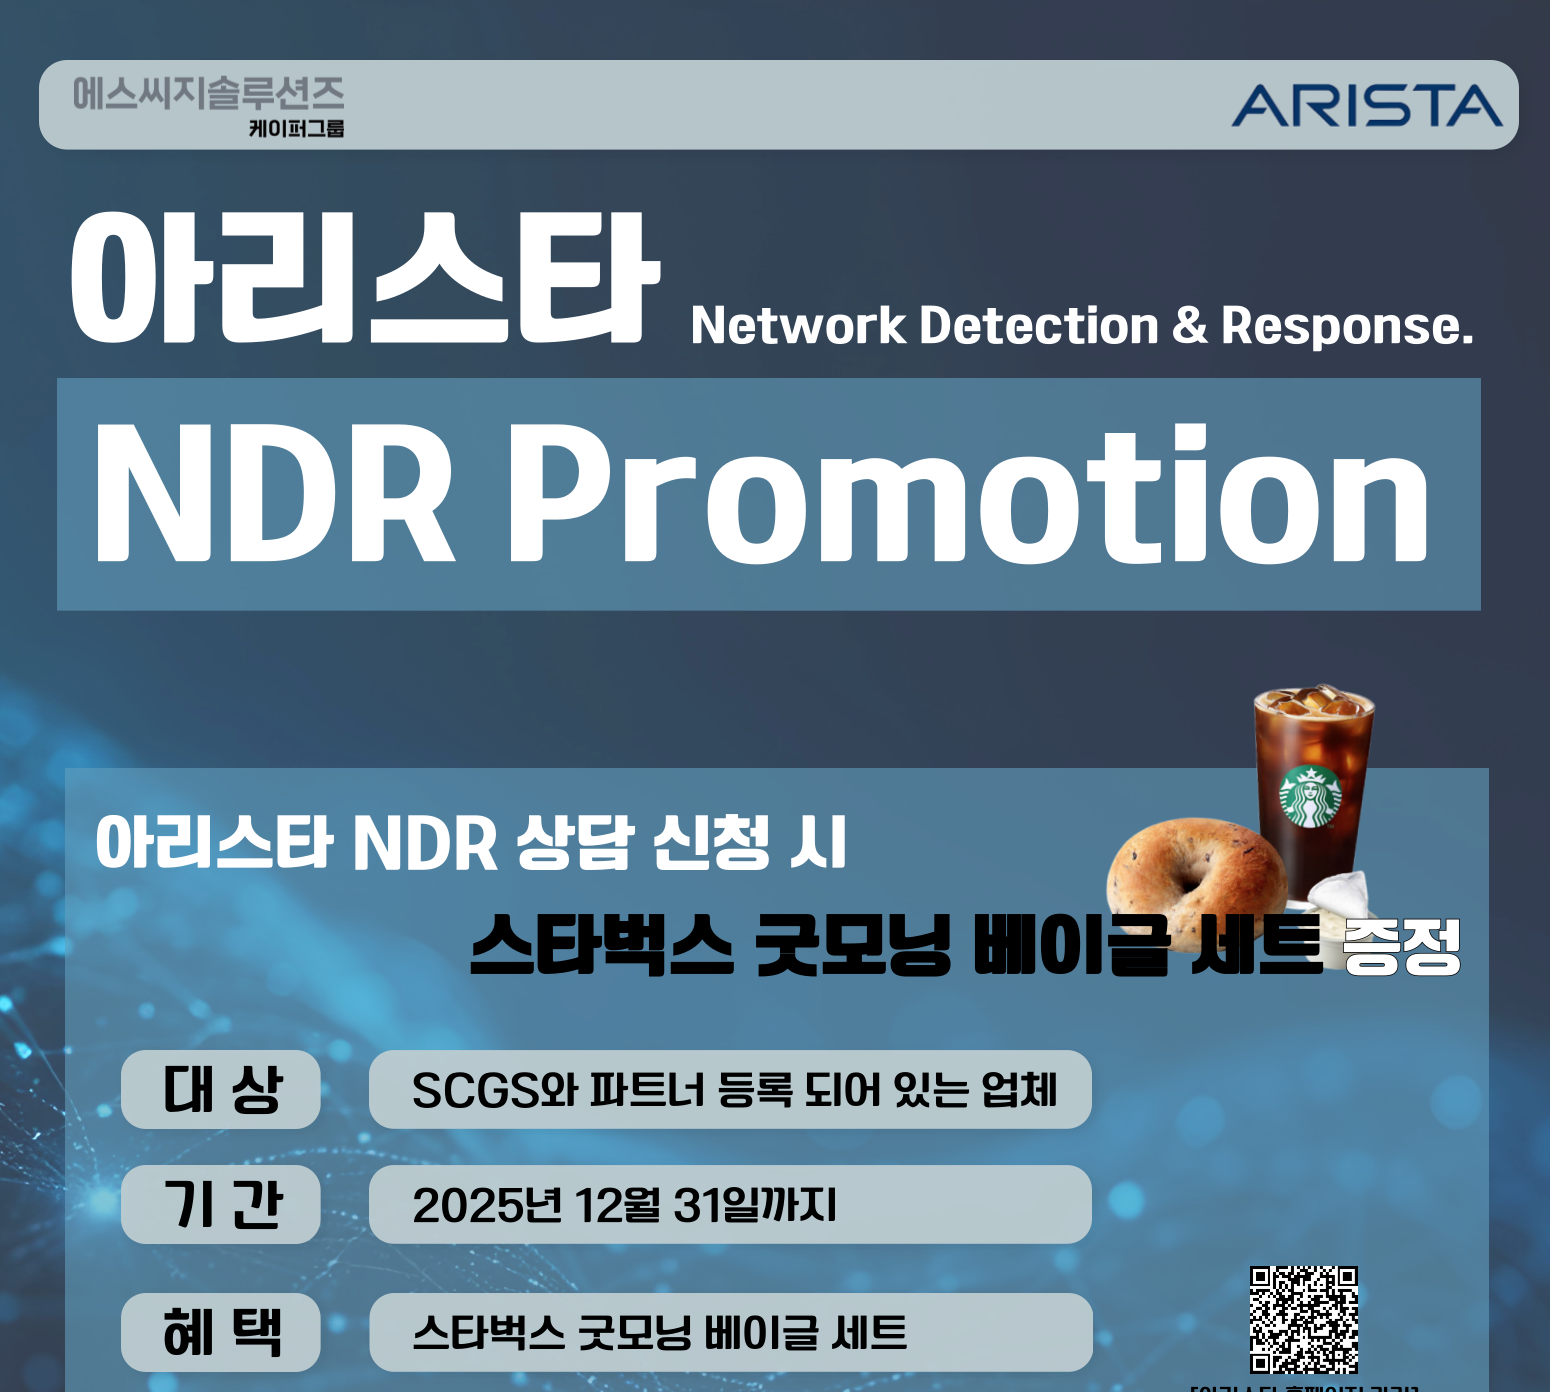 에스씨지솔루션즈
케이퍼그룹
ARISTA
아리스타 Network Detection & Response.
NDR Promotion
아리스타 NDR 상담 신청 시
스타벅스 굿모닝 베이글 세트 증정
대 상
SCGS와 파트너 등록 되어 있는 업체
기 간
2025년 12월 31일까지
혜 택
스타벅스 굿모닝 베이글 세트